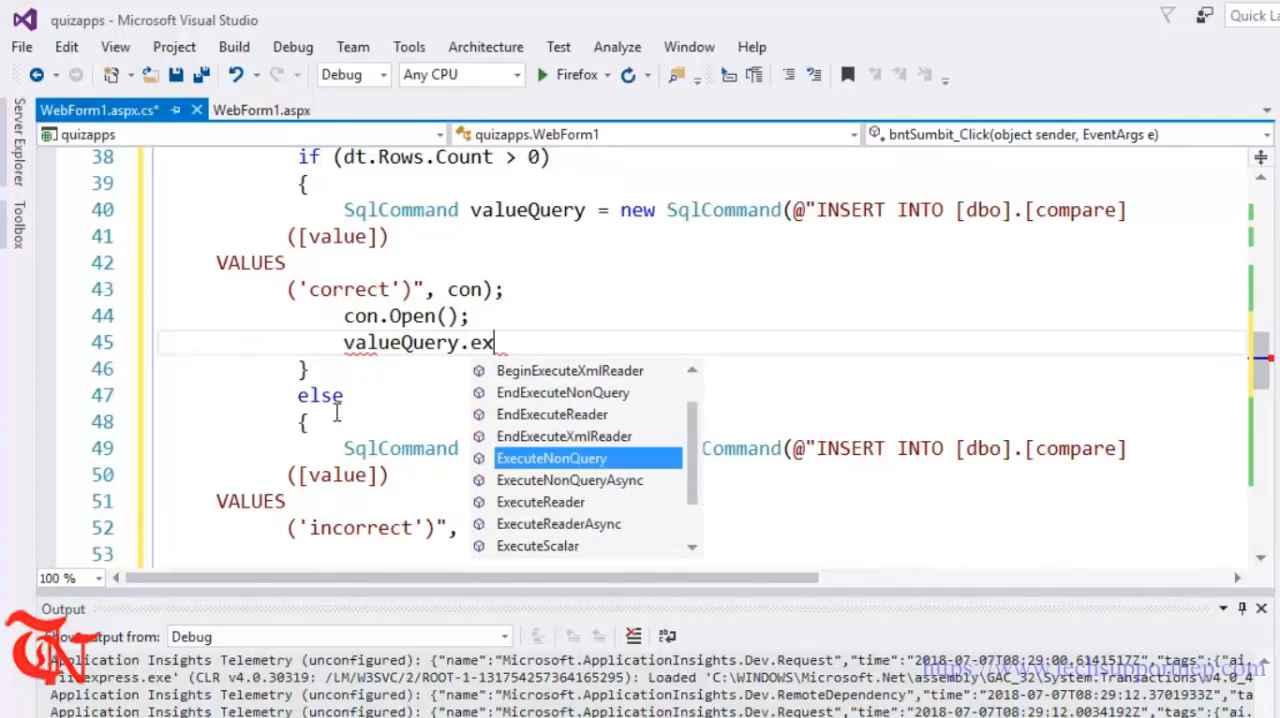 quizapps - Microsoft Visual Studio
Quick La
File Edit View Project Build Debug Team Tools Architecture Test Analyze Window Help
Debug Any CPU Firefox
WebForm1.aspx.cs* WebForm1.aspx
quizapps quizapps.WebForm1 bntSumbit_Click(object sender, EventArgs e)
Server Explorer
Toolbox
38 if (dt.Rows.Count > 0)
39 {
40 SqlCommand valueQuery = new SqlCommand(@"INSERT INTO [dbo].[compare]
41 ([value])
42 VALUES
43 ('correct')", con);
44 con.Open();
45 valueQuery.ex
46 }
47 else
48 {
49 SqlCommand Command(@"INSERT INTO [dbo].[compare]
50 ([value])
51 VALUES
52 ('incorrect')",
53
BeginExecuteXmlReader
EndExecuteNonQuery
EndExecuteReader
EndExecuteXmlReader
ExecuteNonQuery
ExecuteNonQueryAsync
ExecuteReader
ExecuteReaderAsync
ExecuteScalar
100 %
Output
Show output from: Debug
Application Insights Telemetry (unconfigured): {"name":"Microsoft.ApplicationInsights.Dev.Request","time":"2018-07-07T08:29:00.6141517Z","tags":{"ai.
(CLR v4.0.30319: /LM/W3SVC/2/ROOT-1-131754257364165295): Loaded 'C:\WINDOWS\Microsoft.Net\assembly\GAC_32\System.Transactions\v4.0_4
Application Insights Telemetry (unconfigured): {"name":"Microsoft.ApplicationInsights.Dev.RemoteDependency","time":"2018-07-07T08:29:12.3701933Z","ta
Application Insights Telemetry (unconfigured): {"name":"Microsoft.ApplicationInsights.Dev.Request","time":"2018-07-07T08:29:12.0034192Z","tags":{"ai.
https://www.techsupportnep.com